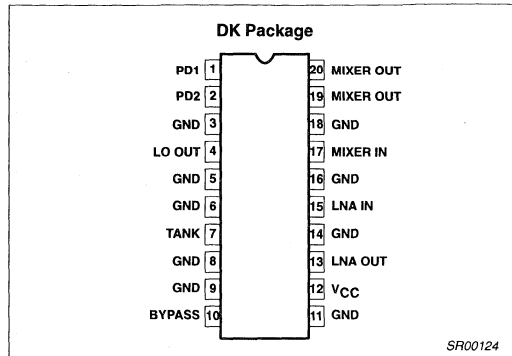 DK Package
PD1 1 20 MIXER OUT
PD2 2 19 MIXER OUT
GND 3 18 GND
LO OUT 4 17 MIXER IN
GND 5 16 GND
GND 6 15 LNA IN
TANK 7 14 GND
GND 8 13 LNA OUT
GND 9 12 VCC
BYPASS 10 11 GND
SR00124